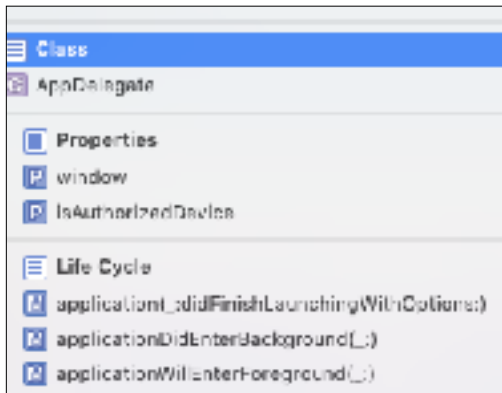 Class
C AppDelegate
Properties
P window
P isAuthorizedDevice
Life Cycle
M application(_:didFinishLaunchingWithOptions:)
M applicationDidEnterBackground(_:)
M applicationWillEnterForeground(_:)